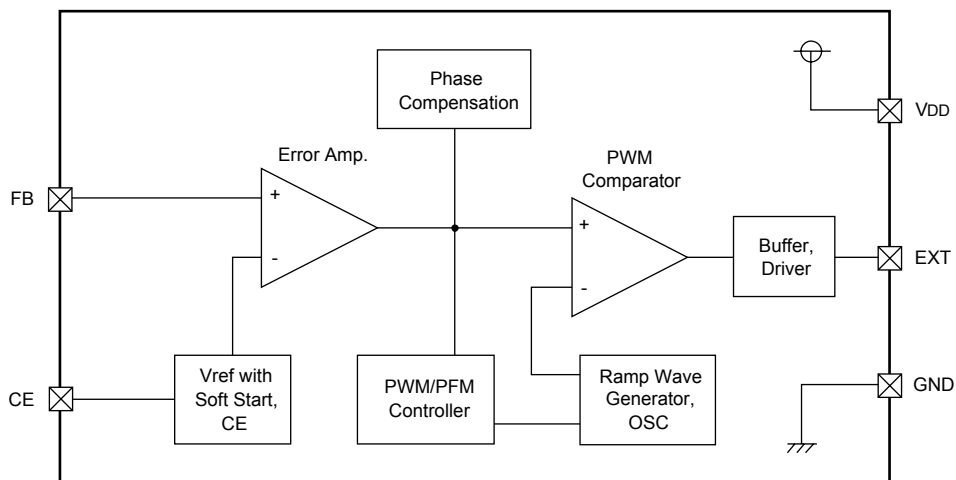 Phase
Compensation
VDD
Error Amp.
PWM
Comparator
FB
+
-
+
-
Buffer,
Driver
EXT
CE
Vref with
Soft Start,
CE
PWM/PFM
Controller
Ramp Wave
Generator,
OSC
GND